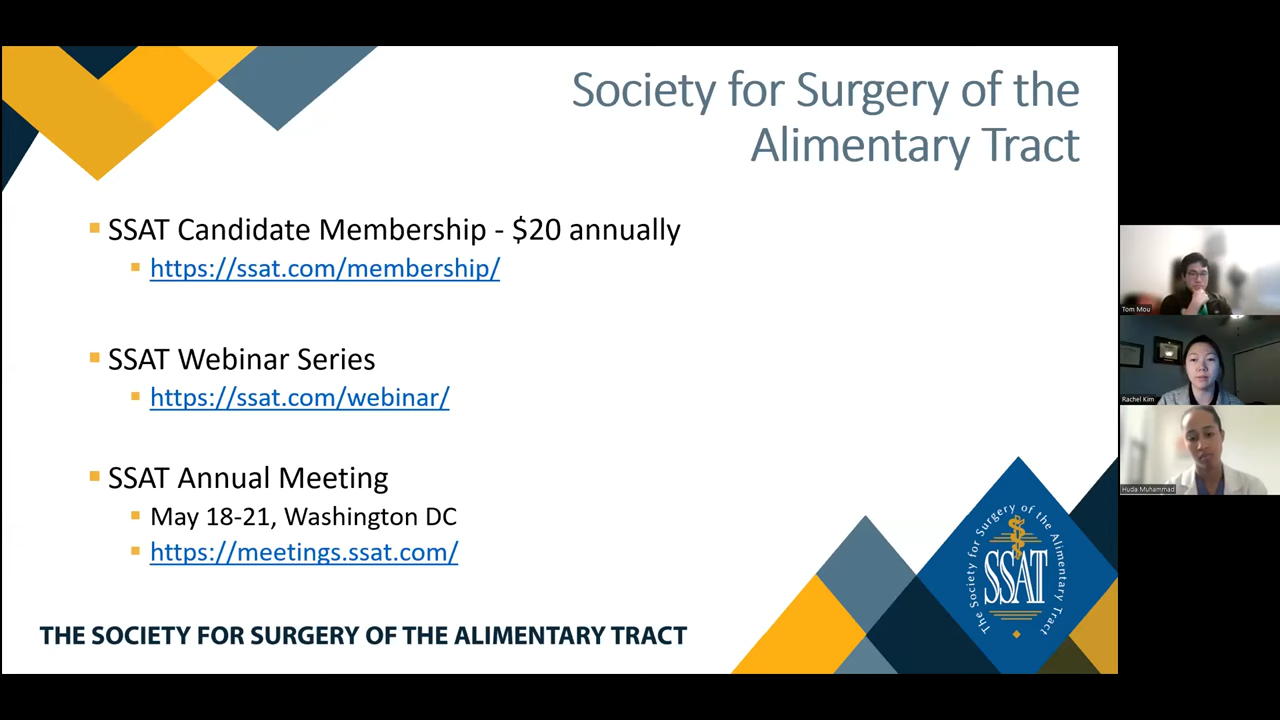 Society for Surgery of the
Alimentary Tract
SSAT Candidate Membership - $20 annually
https://ssat.com/membership/
SSAT Webinar Series
https://ssat.com/webinar/
SSAT Annual Meeting
May 18-21, Washington DC
https://meetings.ssat.com/
THE SOCIETY FOR SURGERY OF THE ALIMENTARY TRACT
The Society for Surgery of the Alimentary Tract
SSAT
Tom Mou
Rachel Kim
Huda Muhammad